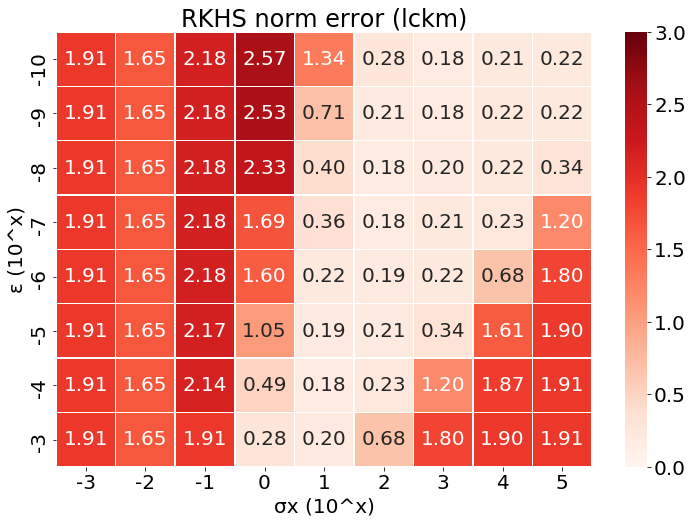 RKHS norm error (lckm)
ε (10^x)
-10 1.91 1.65 2.18 2.57 1.34 0.28 0.18 0.21 0.22
-9 1.91 1.65 2.18 2.53 0.71 0.21 0.18 0.22 0.22
-8 1.91 1.65 2.18 2.33 0.40 0.18 0.20 0.22 0.34
-7 1.91 1.65 2.18 1.69 0.36 0.18 0.21 0.23 1.20
-6 1.91 1.65 2.18 1.60 0.22 0.19 0.22 0.68 1.80
-5 1.91 1.65 2.17 1.05 0.19 0.21 0.34 1.61 1.90
-4 1.91 1.65 2.14 0.49 0.18 0.23 1.20 1.87 1.91
-3 1.91 1.65 1.91 0.28 0.20 0.68 1.80 1.90 1.91
-3 -2 -1 0 1 2 3 4 5
σx (10^x)
3.0
2.5
2.0
1.5
1.0
0.5
0.0